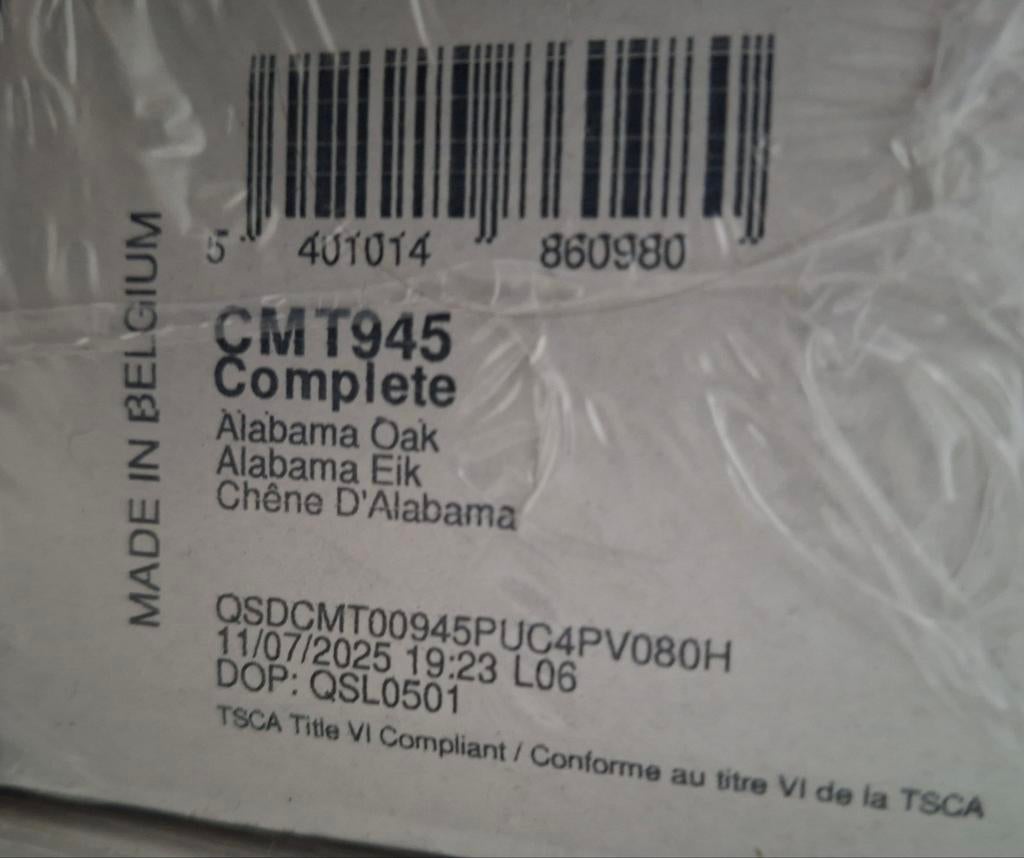 5 401014 860980
MADE IN BELGIUM
CMT945
Complete
Alabama Oak
Alabama Eik
Chêne D'Alabama
QSDCMT00945PUC4PV080H
11/07/2025 19:23 L06
DOP: QSL0501
TSCA Title VI Compliant / Conforme au titre VI de la TSCA